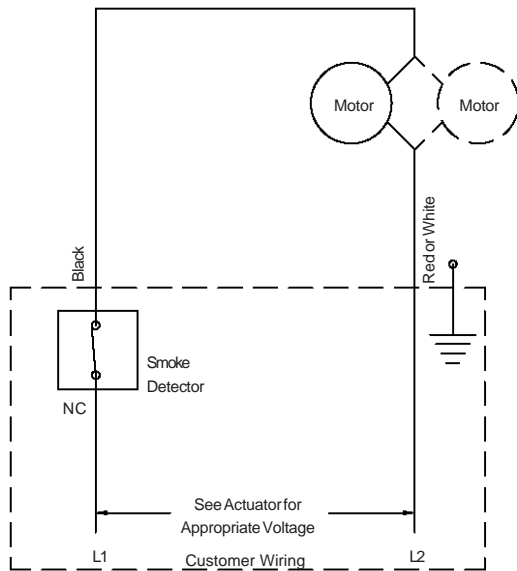 Motor
Motor
Black
Red or White
Smoke
Detector
NC
See Actuator for
Appropriate Voltage
L1
Customer Wiring
L2